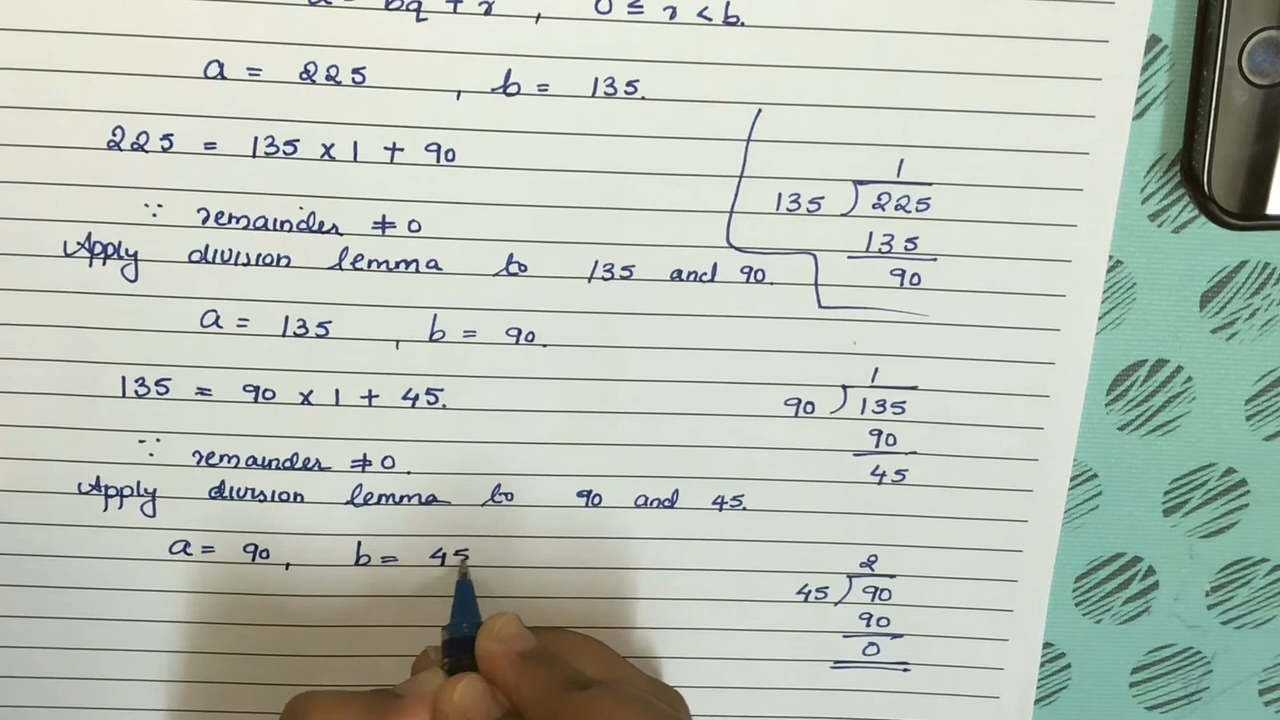 a = bq + r , 0 ≤ r < b.
a = 225 , b = 135.
225 = 135 × 1 + 90
∵ remainder ≠ 0
Apply division lemma to 135 and 90.
a = 135 , b = 90.
135 = 90 × 1 + 45.
∵ remainder ≠ 0.
Apply division lemma to 90 and 45.
a = 90, b = 45
1
135 ) 225
135
90
1
90 ) 135
90
45
2
45 ) 90
90
0